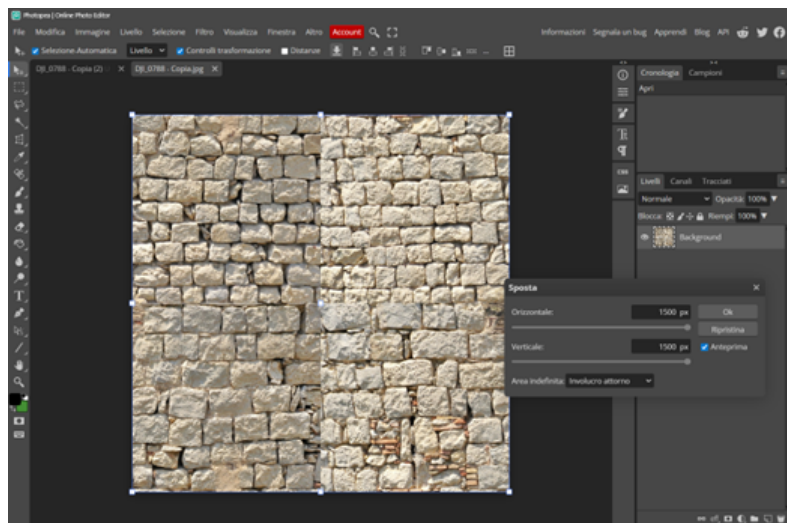 Photopea | Online Photo Editor
File Modifica Immagine Livello Selezione Filtro Visualizza Finestra Altro Account Informazioni Segnala un bug Apprendi Blog API
Selezione Automatica Livello Controlli trasformazione Distanze
DJI_0788 - Copia (2) DJI_0788 - Copia.jpg
Cronologia Campioni
Apri
CSS
Livelli Canali Tracciati
Normale Opacità: 100%
Blocca: Riempi: 100%
Background
Sposta
Orizzontale: 1500 px Ok
Ripristina
Verticale: 1500 px Anteprima
Area indefinita: Involucro attorno